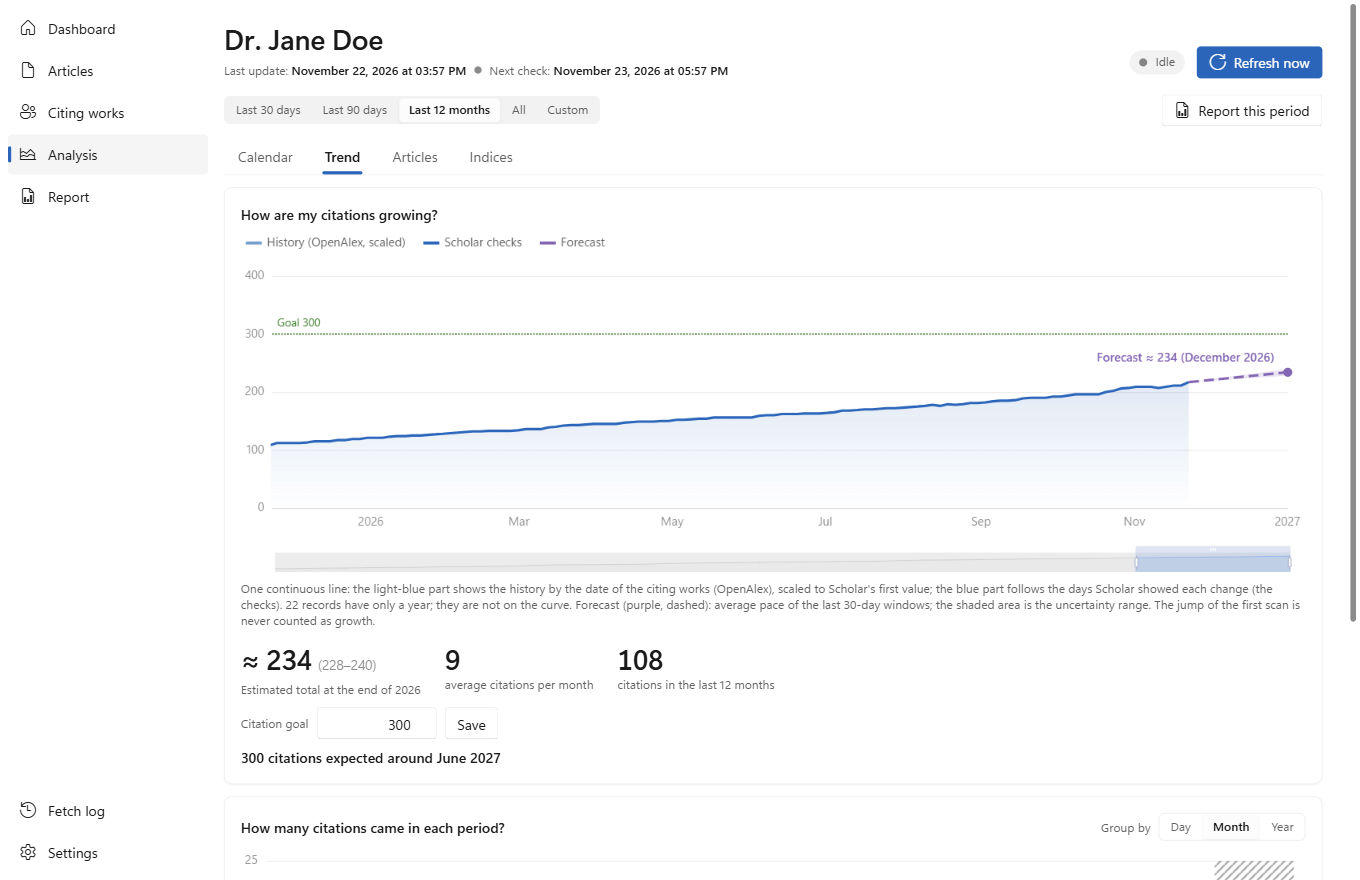 Dashboard
Articles
Citing works
Analysis
Report
Fetch log
Settings
Dr. Jane Doe
Last update: November 22, 2026 at 03:57 PM ● Next check: November 23, 2026 at 05:57 PM
Idle
Refresh now
Last 30 days Last 90 days Last 12 months All Custom
Report this period
Calendar Trend Articles Indices
How are my citations growing?
History (OpenAlex, scaled) Scholar checks Forecast
400
Goal 300
300
Forecast ≈ 234 (December 2026)
200
100
0
2026 Mar May Jul Sep Nov 2027
One continuous line: the light-blue part shows the history by the date of the citing works (OpenAlex), scaled to Scholar's first value; the blue part follows the days Scholar showed each change (the
checks). 22 records have only a year; they are not on the curve. Forecast (purple, dashed): average pace of the last 30-day windows; the shaded area is the uncertainty range. The jump of the first scan is
never counted as growth.
≈ 234 (228–240)
Estimated total at the end of 2026
9
average citations per month
108
citations in the last 12 months
Citation goal 300 Save
300 citations expected around June 2027
How many citations came in each period?
Group by Day Month Year
25